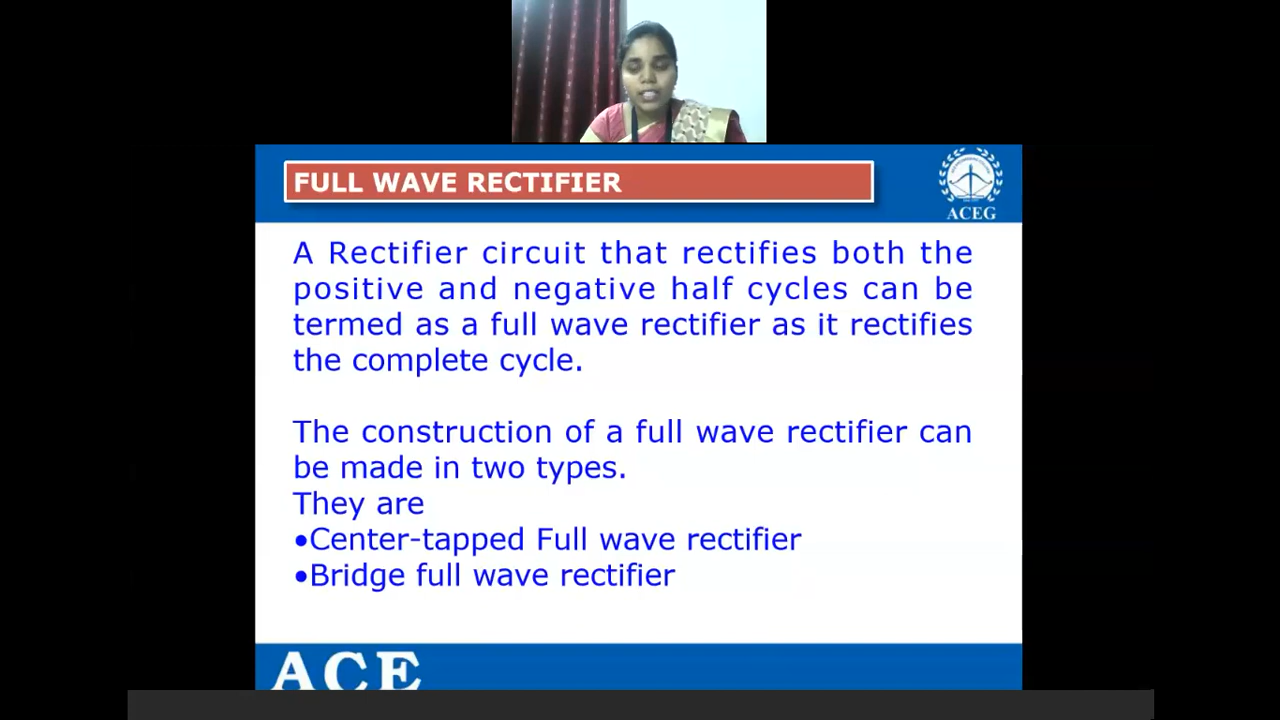 FULL WAVE RECTIFIER
ACEG
A Rectifier circuit that rectifies both the
positive and negative half cycles can be
termed as a full wave rectifier as it rectifies
the complete cycle.
The construction of a full wave rectifier can
be made in two types.
They are
•Center-tapped Full wave rectifier
•Bridge full wave rectifier
ACE